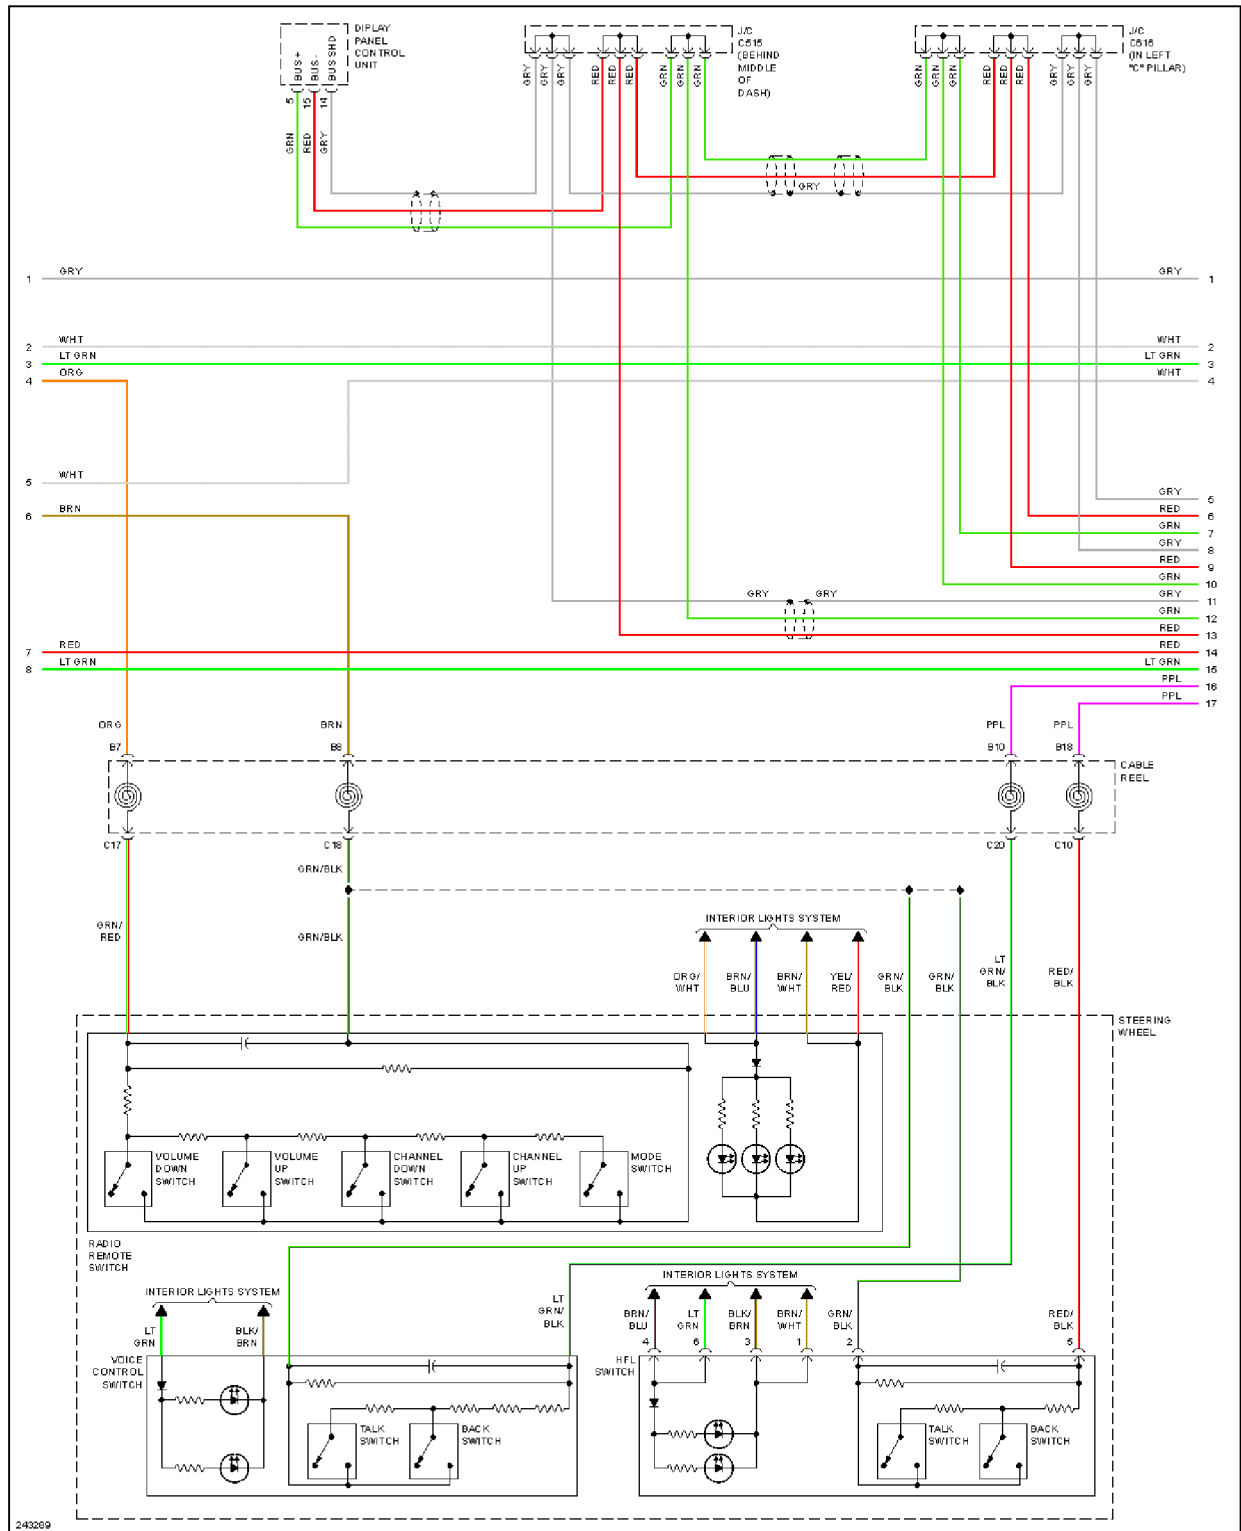 DIPLAY
PANEL
CONTROL
UNIT
BUS+
BUS-
BUS SHD
5
15
14
GRN
RED
GRY
J/C
C515
(BEHIND
MIDDLE
OF
DASH)
GRY
GRY
GRY
RED
RED
RED
GRN
GRN
GRN
J/C
C516
(IN LEFT
"C" PILLAR)
GRN
GRN
GRN
RED
RED
RED
GRY
GRY
GRY
GRY
1 GRY GRY 1
2 WHT WHT 2
3 LT GRN LT GRN 3
4 ORG WHT 4
5 WHT
GRY 5
6 BRN RED 6
GRN 7
GRY 8
RED 9
GRN 10
GRY GRY GRY 11
GRN 12
RED 13
7 RED RED 14
8 LT GRN LT GRN 15
PPL 16
PPL 17
ORG BRN PPL PPL
B7 B8 B10 B18
CABLE
REEL
C17 C18 C20 C10
GRN/BLK
GRN/
RED
GRN/BLK
INTERIOR LIGHTS SYSTEM
ORG/
WHT
BRN/
BLU
BRN/
WHT
YEL/
RED
GRN/
BLK
GRN/
BLK
LT
GRN/
BLK
RED/
BLK
STEERING
WHEEL
VOLUME
DOWN
SWITCH
VOLUME
UP
SWITCH
CHANNEL
DOWN
SWITCH
CHANNEL
UP
SWITCH
MODE
SWITCH
RADIO
REMOTE
SWITCH
INTERIOR LIGHTS SYSTEM
LT
GRN
BLK/
BRN
LT
GRN/
BLK
VOICE
CONTROL
SWITCH
TALK
SWITCH
BACK
SWITCH
INTERIOR LIGHTS SYSTEM
BRN/
BLU
4
LT
GRN
6
BLK/
BRN
3
BRN/
WHT
1
GRN/
BLK
2
RED/
BLK
5
HFL
SWITCH
TALK
SWITCH
BACK
SWITCH
243289